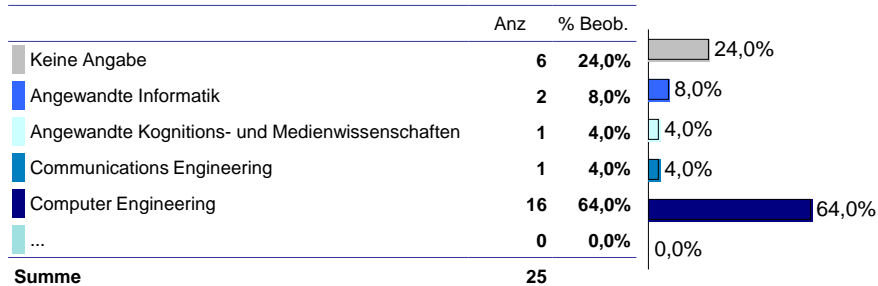 Anz % Beob.
Keine Angabe 6 24,0% 24,0%
Angewandte Informatik 2 8,0% 8,0%
Angewandte Kognitions- und Medienwissenschaften 1 4,0% 4,0%
Communications Engineering 1 4,0% 4,0%
Computer Engineering 16 64,0% 64,0%
... 0 0,0% 0,0%
Summe 25